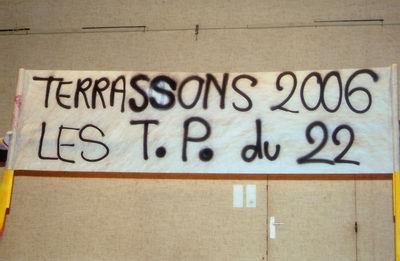 TERRASSONS 2006
LES T.P. du 22